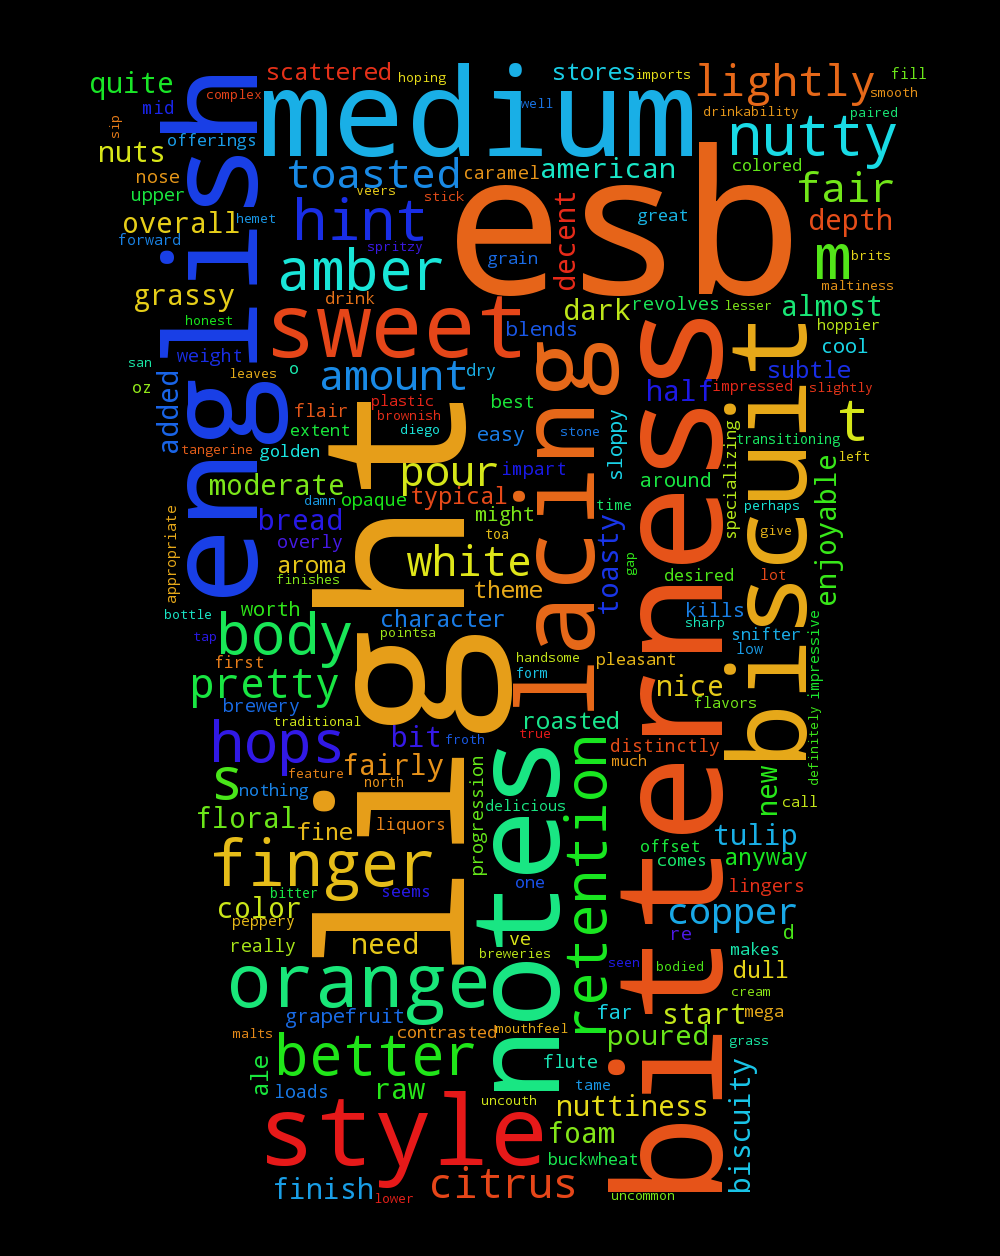 quite
scattered
hoping
medium
stores
imports
lightly
fill
smooth
mid
complex
well
drinkability
paired
sip
offerings
english
nutty
nuts
toasted
caramel
american
colored
nose
veers
stick
fair
upper
hint
esb
decent
great
depth
overall
hemet
forward
spritzy
grain
m
brits
amber
maltiness
grassy
drink
sweet
dark
revolves
lesser
almost
honest
blends
bitterness
hoppier
biscuit
weight
cool
san
leaves
o
amount
dry
lacing
subtle
oz
added
plastic
best
half
impressed
slightly
flair
brownish
light
extent
diego
easy
stone
sloppy
t
tangerine
golden
transitioning
specializing
left
pour
impart
moderate
damn
opaque
typical
around
enjoyable
bread
might
time
perhaps
appropriate
overly
toa
give
aroma
white
toasty
gap
finishes
theme
desired
lot
bottle
worth
character
kills
sharp
tap
body
pointsa
snifter
low
first
handsome
pleasant
form
definitely
impressive
pretty
nice
flavors
brewery
traditional
roasted
hops
bit
froth
true
distinctly
notes
retention
much
s
feature
fairly
north
nothing
progression
delicious
new
call
floral
fine
liquors
tulip
offset
comes
anyway
finger
seems
one
lingers
bitter
color
peppery
copper
really
need
ve
breweries
re
d
makes
seen
bodied
dull
orange
cream
grapefruit
far
start
mega
malts
contrasted
mouthfeel
poured
grass
better
flute
ale
loads
raw
tame
biscuity
uncouth
nuttiness
style
foam
buckwheat
finish
lower
citrus
uncommon